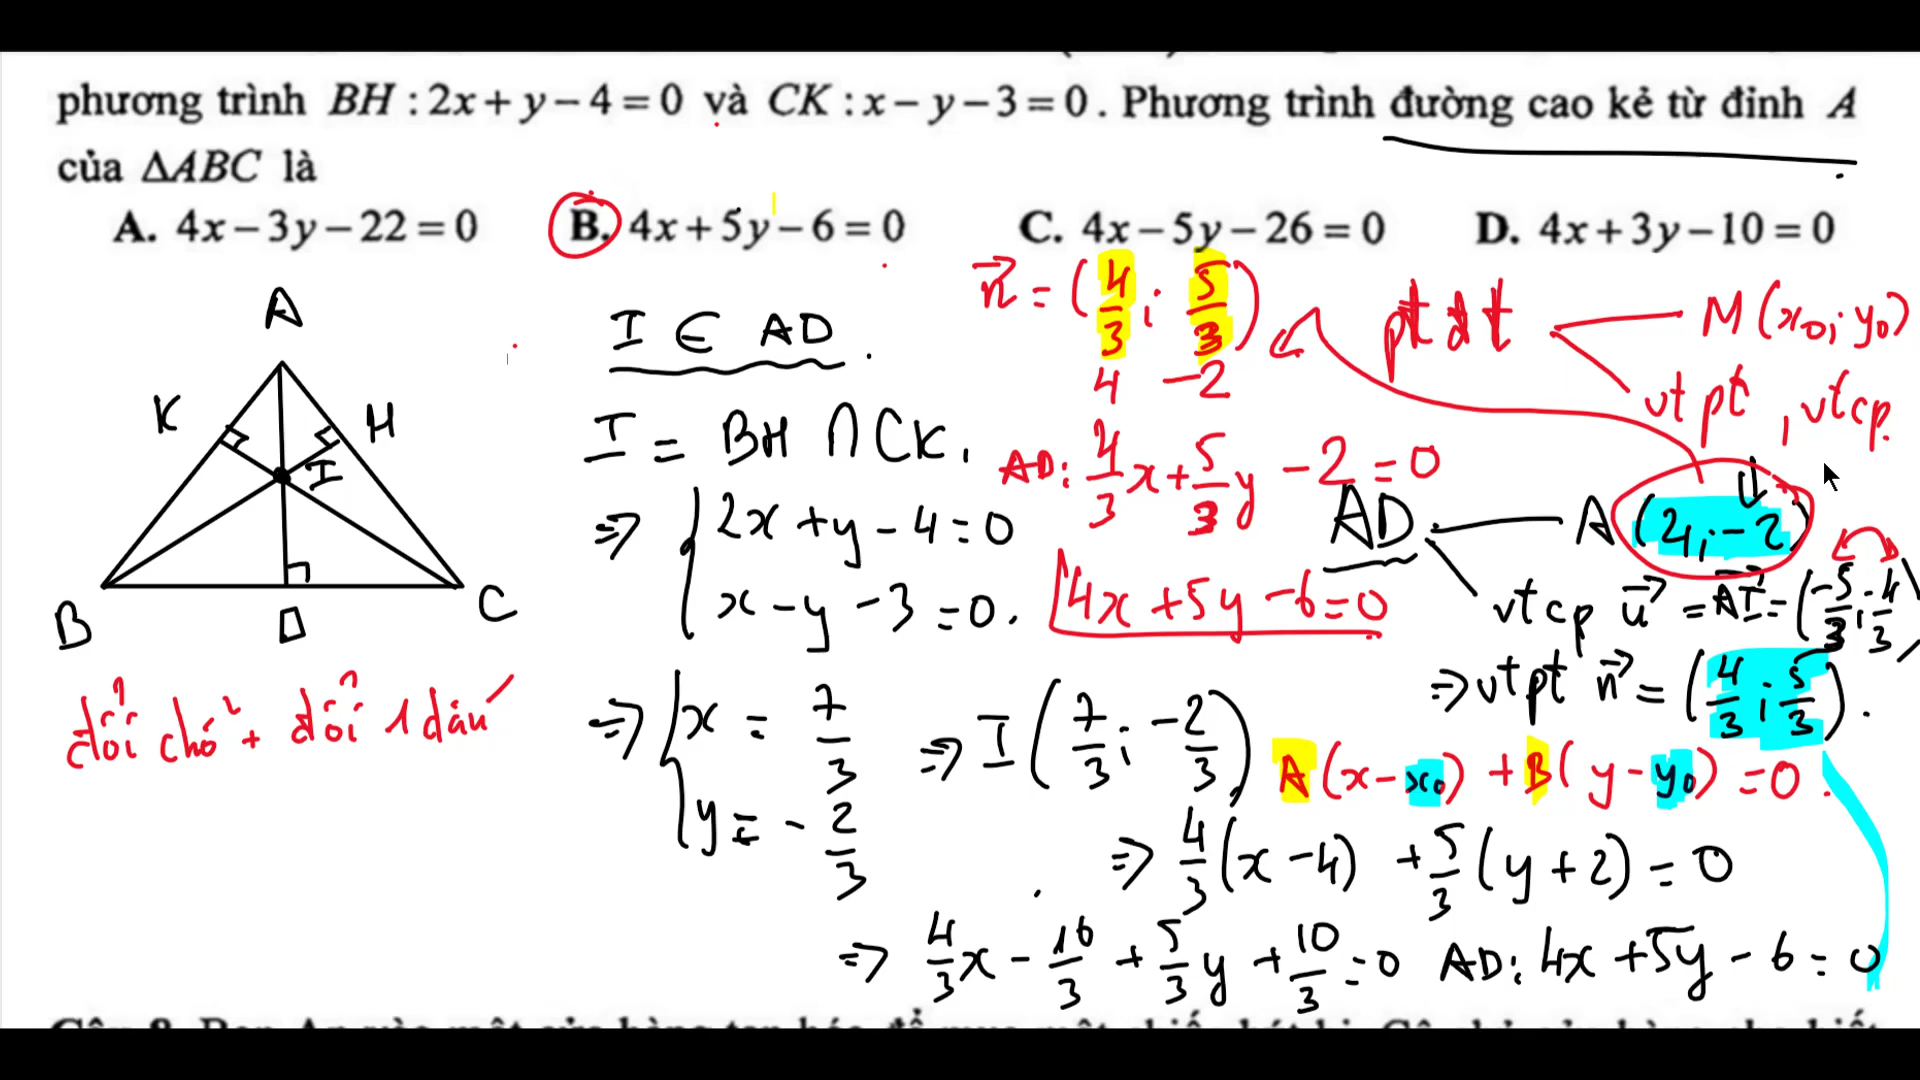 phương trình BH : 2x + y − 4 = 0 và CK : x − y − 3 = 0 . Phương trình đường cao kẻ từ đỉnh A
của ΔABC là
A. 4x − 3y − 22 = 0 B. 4x + 5y − 6 = 0 C. 4x − 5y − 26 = 0 D. 4x + 3y − 10 = 0
A
K
H
I
B
D
C
đổi chỗ + đổi 1 dấu
I ∈ AD .
I = BH ∩ CK .
⇒ { 2x + y − 4 = 0
x − y − 3 = 0 .
⇒ { x = 7/3
y = − 2/3
⇒ I ( 7/3 ; −2/3 )
n⃗ = ( 4/3 ; 5/3 )
4 −2
AD: 4/3 x + 5/3 y − 2 = 0
4x + 5y − 6 = 0
pt đt
M (x0; y0)
vtpt , vtcp.
AD
A (4; −2)
vtcp u⃗ = AI⃗ = ( −5/3 ; 4/3 )
⇒ vtpt n⃗ = ( 4/3 ; 5/3 ) .
A (x − x0) + B ( y − y0) = 0
⇒ 4/3 (x − 4) + 5/3 ( y + 2) = 0
⇒ 4/3 x − 16/3 + 5/3 y + 10/3 = 0 AD: 4x + 5y − 6 = 0